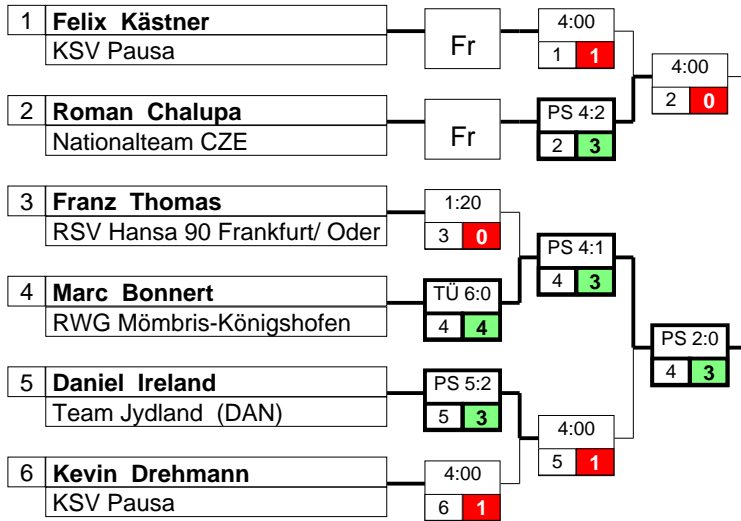 1 Felix Kästner
KSV Pausa
Fr
4:00
1 1
4:00
2 0
2 Roman Chalupa
Nationalteam CZE
Fr
PS 4:2
2 3
3 Franz Thomas
RSV Hansa 90 Frankfurt/ Oder
1:20
3 0
PS 4:1
4 3
4 Marc Bonnert
RWG Mömbris-Königshofen
TÜ 6:0
4 4
PS 2:0
4 3
5 Daniel Ireland
Team Jydland (DAN)
PS 5:2
5 3
4:00
5 1
6 Kevin Drehmann
KSV Pausa
4:00
6 1